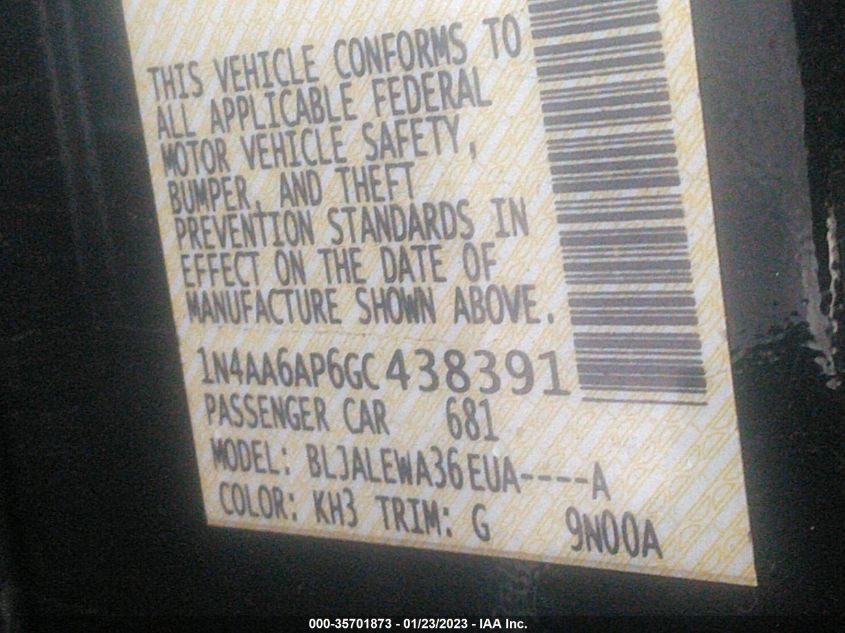 THIS VEHICLE CONFORMS TO
ALL APPLICABLE FEDERAL
MOTOR VEHICLE SAFETY,
BUMPER, AND THEFT
PREVENTION STANDARDS IN
EFFECT ON THE DATE OF
MANUFACTURE SHOWN ABOVE.
1N4AA6AP6GC438391
PASSENGER CAR 681
MODEL: BLJALEWA36EUA----A
COLOR: KH3 TRIM: G 9N00A
000-35701873 - 01/23/2023 - IAA Inc.